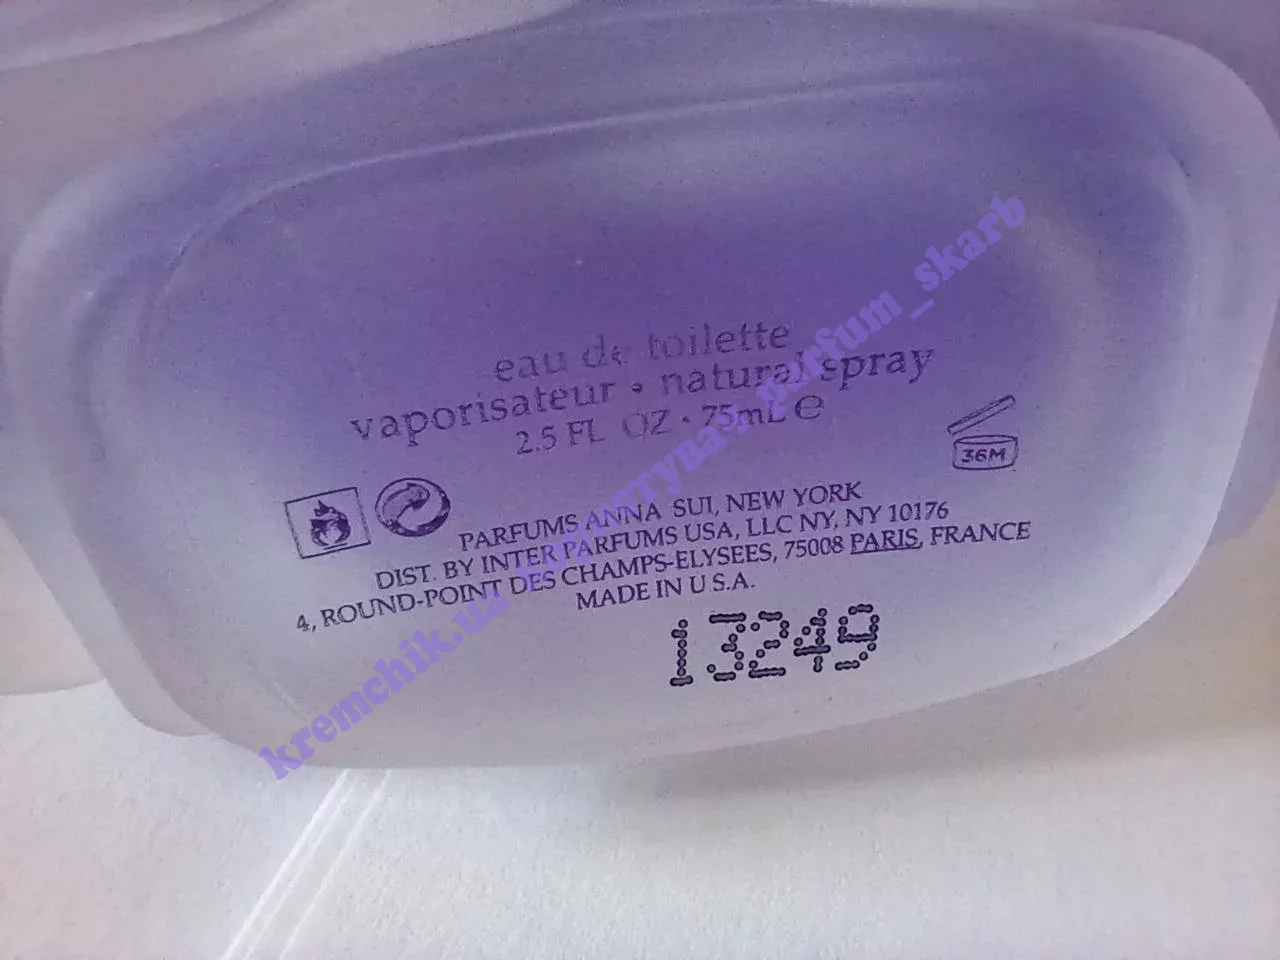 eau de toilette
vaporisateur • natural spray
2.5 FL OZ • 75mL e
36M
PARFUMS ANNA SUI, NEW YORK
DIST. BY INTER PARFUMS USA, LLC NY, NY 10176
4, ROUND-POINT DES CHAMPS-ELYSEES, 75008 PARIS, FRANCE
MADE IN U.S.A.
13249
kremchik.ua parfum_skarb